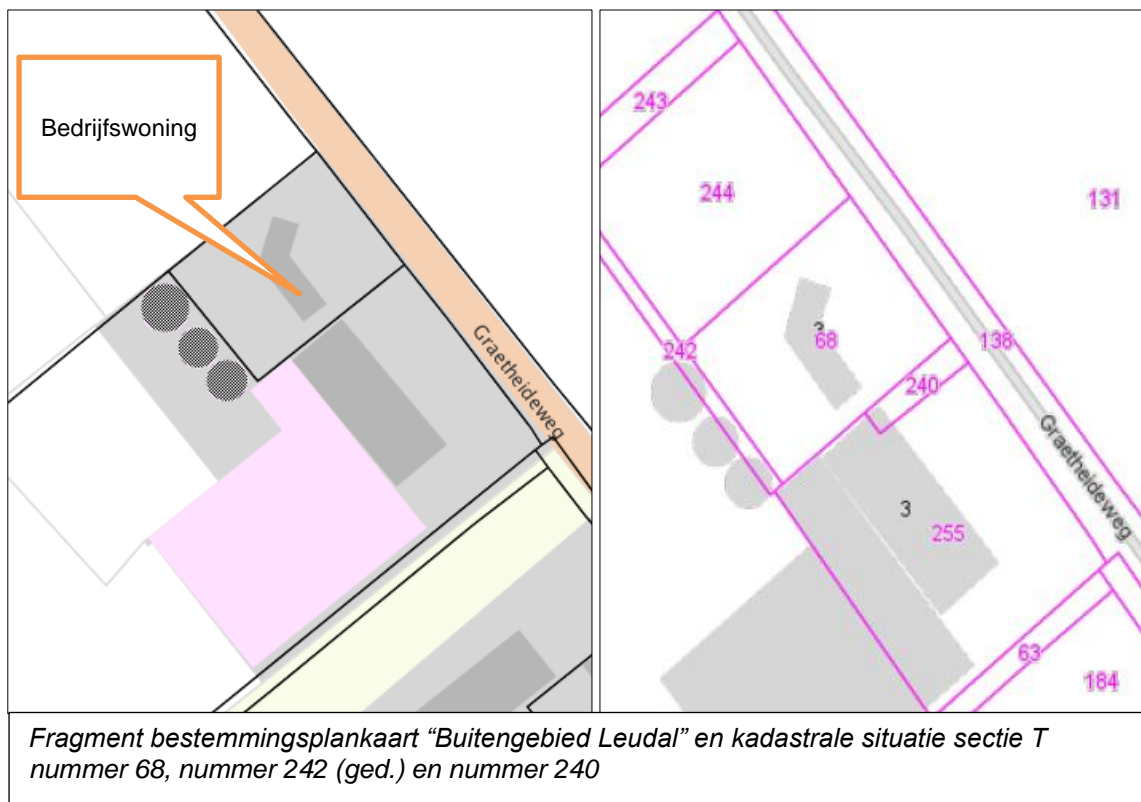 Bedrijfswoning
Graetheideweg
243
244
131
3
68
242
138
240
Graetheideweg
3
255
63
184
Fragment bestemmingsplankaart “Buitengebied Leudal” en kadastrale situatie sectie T
nummer 68, nummer 242 (ged.) en nummer 240